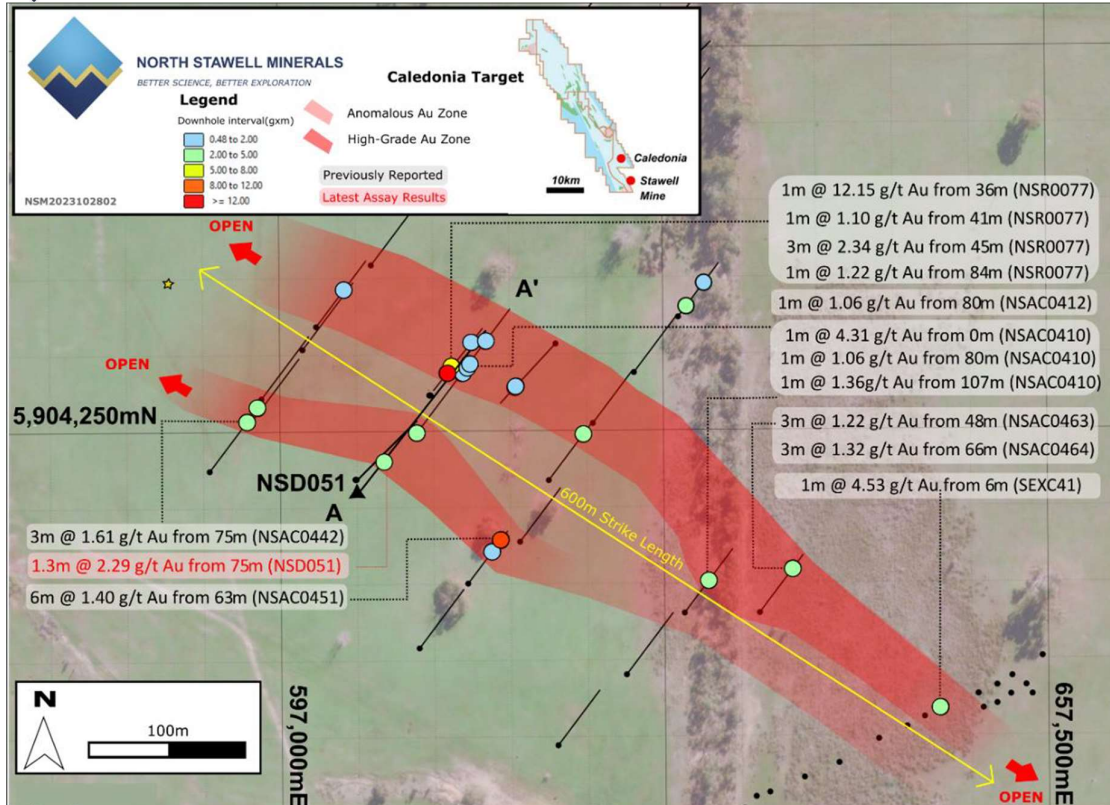 NORTH STAWELL MINERALS
BETTER SCIENCE, BETTER EXPLORATION
Legend
Downhole interval(gxm)
0.48 to 2.00
2.00 to 5.00
5.00 to 8.00
8.00 to 12.00
>= 12.00
NSM2023102802
Caledonia Target
Anomalous Au Zone
High-Grade Au Zone
Previously Reported
Latest Assay Results
10km
Caledonia
Stawell
Mine
OPEN
OPEN
A'
5,904,250mN
NSD051
A
600m Strike Length
1m @ 12.15 g/t Au from 36m (NSR0077)
1m @ 1.10 g/t Au from 41m (NSR0077)
3m @ 2.34 g/t Au from 45m (NSR0077)
1m @ 1.22 g/t Au from 84m (NSR0077)
1m @ 1.06 g/t Au from 80m (NSAC0412)
1m @ 4.31 g/t Au from 0m (NSAC0410)
1m @ 1.06 g/t Au from 80m (NSAC0410)
1m @ 1.36g/t Au from 107m (NSAC0410)
3m @ 1.22 g/t Au from 48m (NSAC0463)
3m @ 1.32 g/t Au from 66m (NSAC0464)
1m @ 4.53 g/t Au from 6m (SEXC41)
3m @ 1.61 g/t Au from 75m (NSAC0442)
1.3m @ 2.29 g/t Au from 75m (NSD051)
6m @ 1.40 g/t Au from 63m (NSAC0451)
N
100m
597,000mE
657,500mE
OPEN